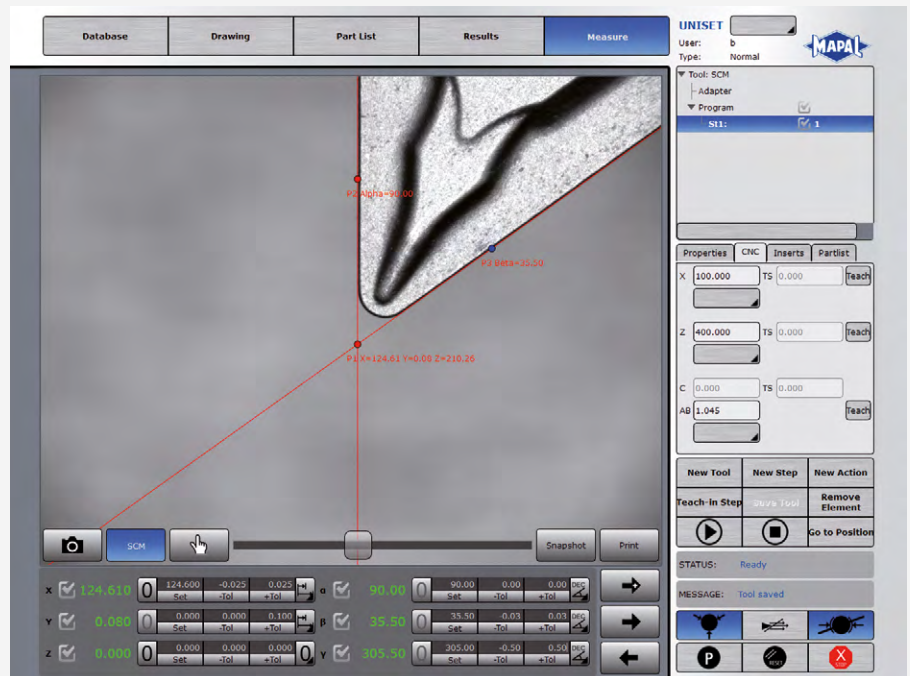 Database Drawing Part List Results Measure
UNISET
User: b
Type: Normal
MAPAL
Tool: SCM
Adapter
Program
St1: 1
P2 Alpha=90.00
P3 Beta=35.50
P1 X=124.61 Y=0.08 Z=210.26
Properties CNC Inserts Partlist
X 100.000 TS 0.000 Teach
Z 400.000 TS 0.000 Teach
C 0.000 TS 0.000
AB 1.045 Teach
New Tool New Step New Action
Teach-in Step Move Tool Remove Element
Go to Position
SCM Snapshot Print
STATUS: Ready
MESSAGE: Tool saved
X 124.610 0 124.600 -0.025 0.025 α 90.00 0 90.00 0.00 0.00 DEG
Set -Tol +Tol Set -Tol +Tol
Y 0.080 0 0.000 0.000 0.100 β 35.50 0 35.50 -0.03 0.03 DEG
Set -Tol +Tol Set -Tol +Tol
Z 0.000 0 0.000 0.000 0.000 0, γ 305.50 0 305.00 -0.50 0.50 DEG
Set -Tol +Tol Set -Tol +Tol
P RESET STOP